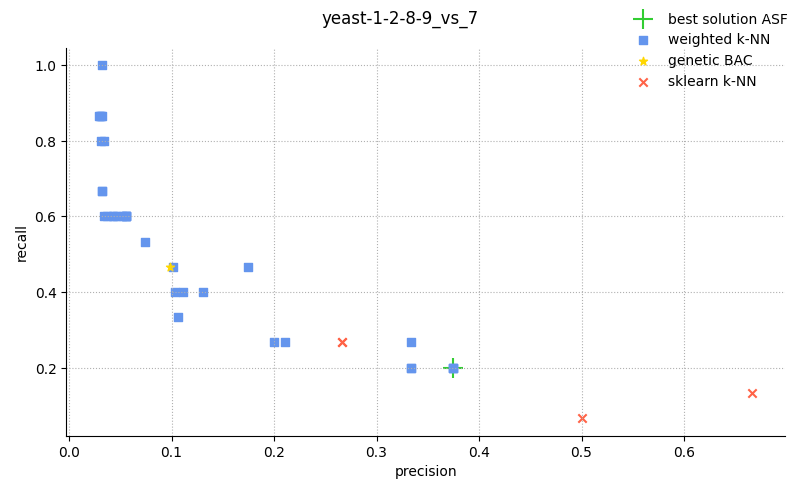 yeast-1-2-8-9_vs_7
best solution ASF
weighted k-NN
genetic BAC
sklearn k-NN
1.0
0.8
0.6
0.4
0.2
recall
0.0 0.1 0.2 0.3 0.4 0.5 0.6
precision